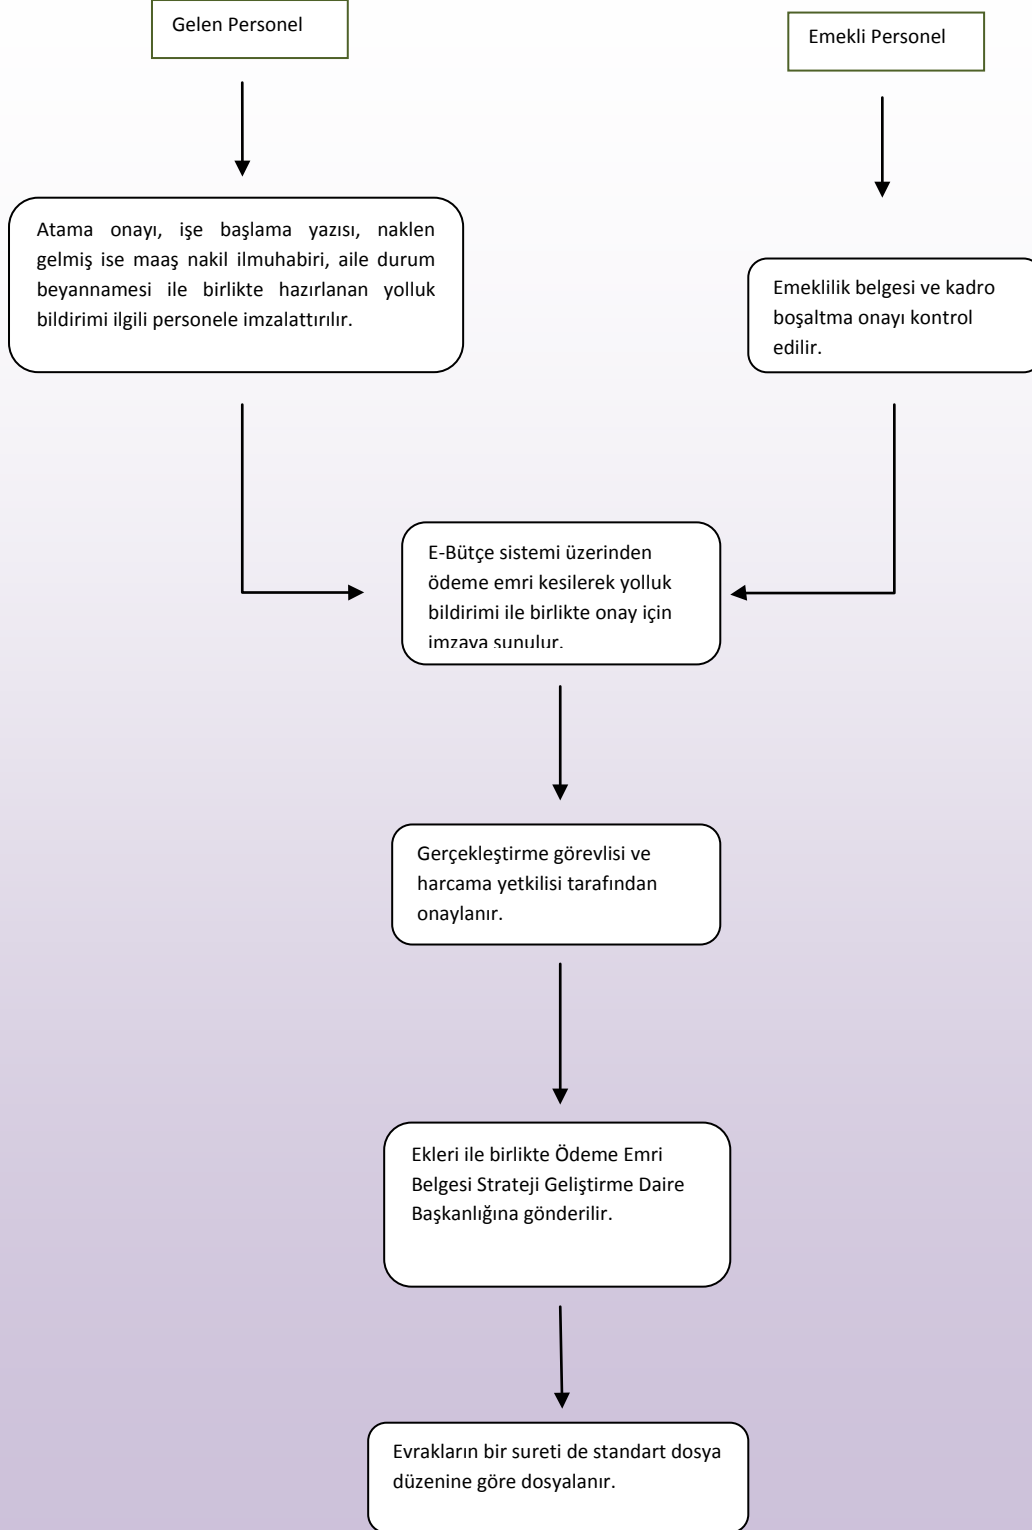 Gelen Personel
Emekli Personel
Atama onayı, işe başlama yazısı, naklen
gelmiş ise maaş nakil ilmuhabiri, aile durum
beyannamesi ile birlikte hazırlanan yolluk
bildirimi ilgili personele imzalattırılır.
Emeklilik belgesi ve kadro
boşaltma onayı kontrol
edilir.
E-Bütçe sistemi üzerinden
ödeme emri kesilerek yolluk
bildirimi ile birlikte onay için
imzaya sunulur.
Gerçekleştirme görevlisi ve
harcama yetkilisi tarafından
onaylanır.
Ekleri ile birlikte Ödeme Emri
Belgesi Strateji Geliştirme Daire
Başkanlığına gönderilir.
Evrakların bir sureti de standart dosya
düzenine göre dosyalanır.